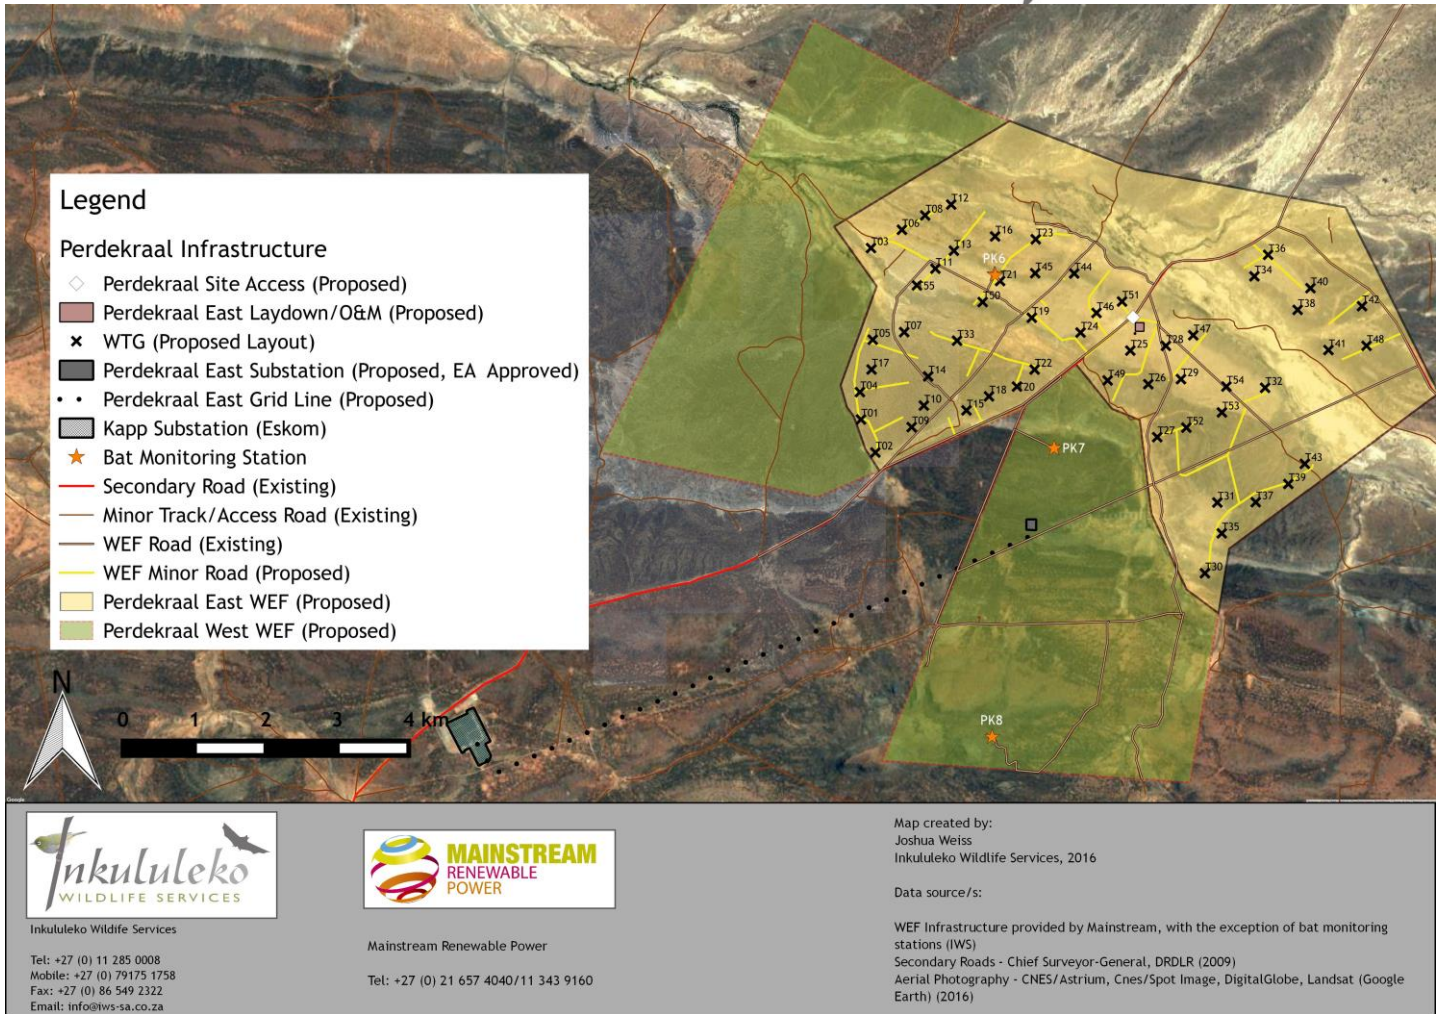 Legend
Perdekraal Infrastructure
Perdekraal Site Access (Proposed)
Perdekraal East Laydown/O&M (Proposed)
WTG (Proposed Layout)
Perdekraal East Substation (Proposed, EA Approved)
Perdekraal East Grid Line (Proposed)
Kapp Substation (Eskom)
Bat Monitoring Station
Secondary Road (Existing)
Minor Track/Access Road (Existing)
WEF Road (Existing)
WEF Minor Road (Proposed)
Perdekraal East WEF (Proposed)
Perdekraal West WEF (Proposed)
N
0 1 2 3 4 km
T12
T08
T06
T03
T16
T23
T13
T11
T55
PK6
T21
T45
T44
T50
T19
T51
T46
T24
T36
T34
T40
T38
T42
T41
T48
T05
T07
T33
T25
T28
T47
T17
T14
T22
T04
T18
T20
T49
T26
T29
T54
T32
T01
T10
T15
T09
T02
T53
T52
T27
PK7
T43
T39
T31
T37
T35
T30
PK8
Google
Inkululeko
WILDLIFE SERVICES
Inkululeko Wildife Services
Tel: +27 (0) 11 285 0008
Mobile: +27 (0) 79175 1758
Fax: +27 (0) 86 549 2322
Email: info@iws-sa.co.za
MAINSTREAM
RENEWABLE
POWER
Mainstream Renewable Power
Tel: +27 (0) 21 657 4040/11 343 9160
Map created by:
Joshua Weiss
Inkululeko Wildlife Services, 2016
Data source/s:
WEF Infrastructure provided by Mainstream, with the exception of bat monitoring
stations (IWS)
Secondary Roads - Chief Surveyor-General, DRDLR (2009)
Aerial Photography - CNES/Astrium, Cnes/Spot Image, DigitalGlobe, Landsat (Google
Earth) (2016)